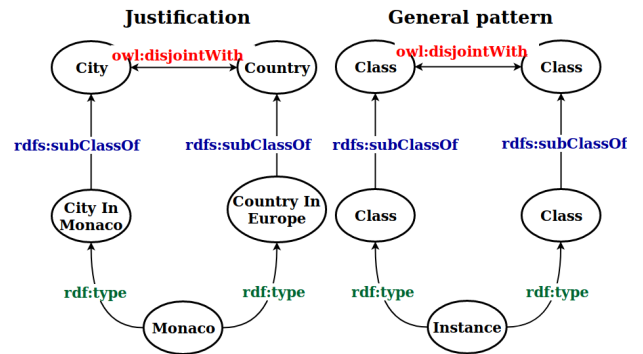 Justification
General pattern
owl:disjointWith
owl:disjointWith
City
Country
Class
Class
rdfs:subClassOf
rdfs:subClassOf
rdfs:subClassOf
rdfs:subClassOf
City In
Monaco
Country In
Europe
Class
Class
rdf:type
rdf:type
rdf:type
rdf:type
Monaco
Instance